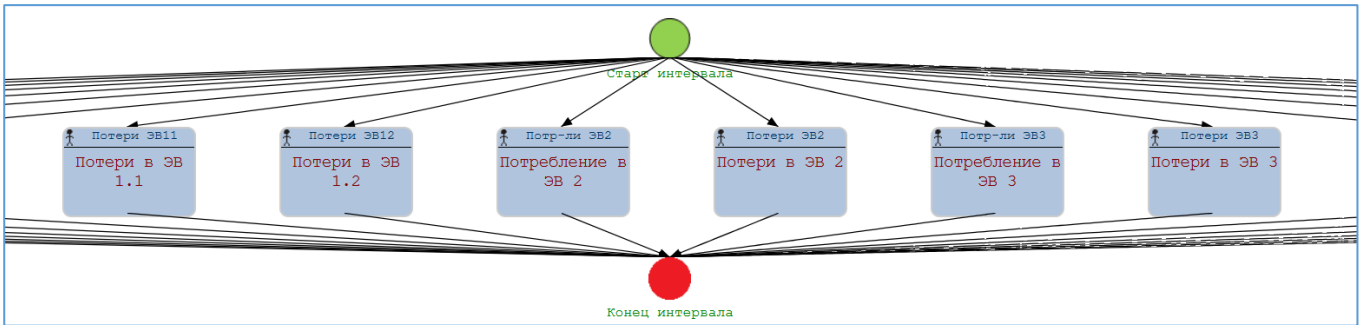 Старт интервала
Потери ЭВ11
Потери в ЭВ
1.1
Потери ЭВ12
Потери в ЭВ
1.2
Потр-ли ЭВ2
Потребление в
ЭВ 2
Потери ЭВ2
Потери в ЭВ 2
Потр-ли ЭВ3
Потребление в
ЭВ 3
Потери ЭВ3
Потери в ЭВ 3
Конец интервала